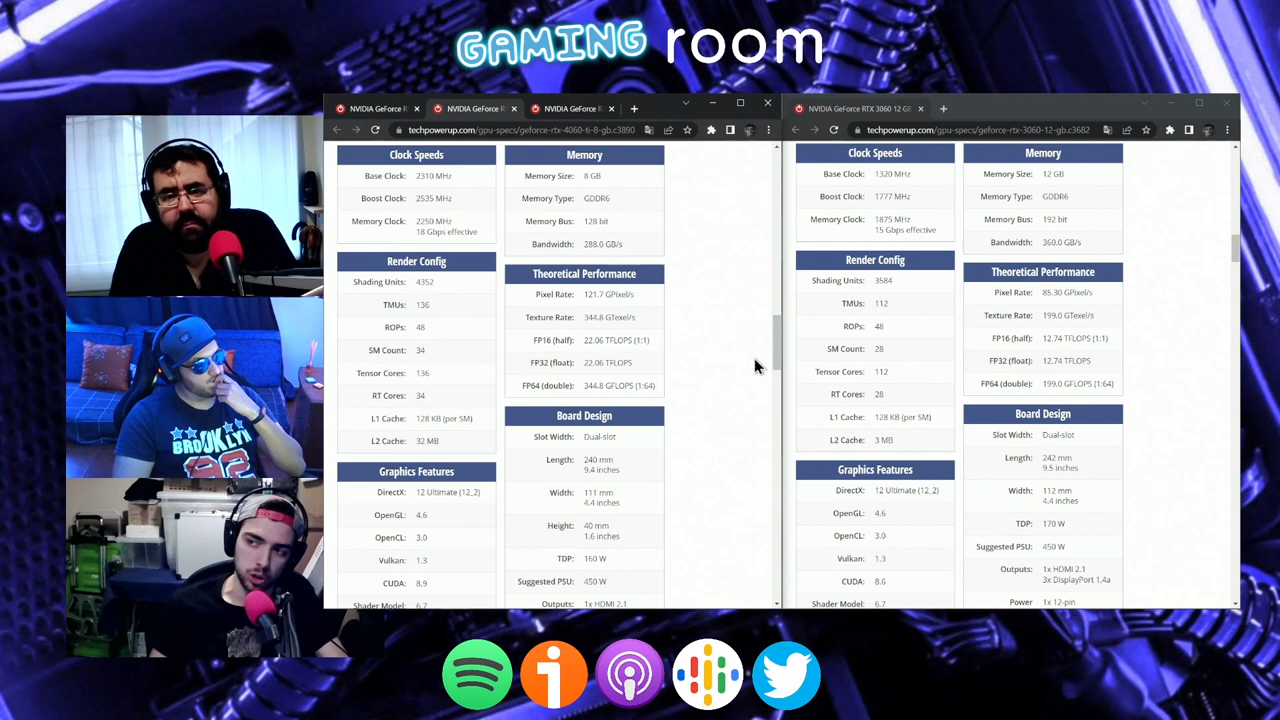 GAMING room
NVIDIA GeForce R
NVIDIA GeForce R
NVIDIA GeForce R
NVIDIA GeForce RTX 3060 12 G
techpowerup.com/gpu-specs/geforce-rtx-4060-ti-8-gb.c3890
techpowerup.com/gpu-specs/geforce-rtx-3060-12-gb.c3682
Clock Speeds
Base Clock: 2310 MHz
Boost Clock: 2535 MHz
Memory Clock: 2250 MHz
18 Gbps effective
Render Config
Shading Units: 4352
TMUs: 136
ROPs: 48
SM Count: 34
Tensor Cores: 136
RT Cores: 34
L1 Cache: 128 KB (per SM)
L2 Cache: 32 MB
Graphics Features
DirectX: 12 Ultimate (12_2)
OpenGL: 4.6
OpenCL: 3.0
Vulkan: 1.3
CUDA: 8.9
Shader Model: 6.7
Memory
Memory Size: 8 GB
Memory Type: GDDR6
Memory Bus: 128 bit
Bandwidth: 288.0 GB/s
Theoretical Performance
Pixel Rate: 121.7 GPixel/s
Texture Rate: 344.8 GTexel/s
FP16 (half): 22.06 TFLOPS (1:1)
FP32 (float): 22.06 TFLOPS
FP64 (double): 344.8 GFLOPS (1:64)
Board Design
Slot Width: Dual-slot
Length: 240 mm
9.4 inches
Width: 111 mm
4.4 inches
Height: 40 mm
1.6 inches
TDP: 160 W
Suggested PSU: 450 W
Outputs: 1x HDMI 2.1
Clock Speeds
Base Clock: 1320 MHz
Boost Clock: 1777 MHz
Memory Clock: 1875 MHz
15 Gbps effective
Render Config
Shading Units: 3584
TMUs: 112
ROPs: 48
SM Count: 28
Tensor Cores: 112
RT Cores: 28
L1 Cache: 128 KB (per SM)
L2 Cache: 3 MB
Graphics Features
DirectX: 12 Ultimate (12_2)
OpenGL: 4.6
OpenCL: 3.0
Vulkan: 1.3
CUDA: 8.6
Shader Model: 6.7
Memory
Memory Size: 12 GB
Memory Type: GDDR6
Memory Bus: 192 bit
Bandwidth: 360.0 GB/s
Theoretical Performance
Pixel Rate: 85.30 GPixel/s
Texture Rate: 199.0 GTexel/s
FP16 (half): 12.74 TFLOPS (1:1)
FP32 (float): 12.74 TFLOPS
FP64 (double): 199.0 GFLOPS (1:64)
Board Design
Slot Width: Dual-slot
Length: 242 mm
9.5 inches
Width: 112 mm
4.4 inches
TDP: 170 W
Suggested PSU: 450 W
Outputs: 1x HDMI 2.1
3x DisplayPort 1.4a
Power 1x 12-pin
BROOKLYN
92